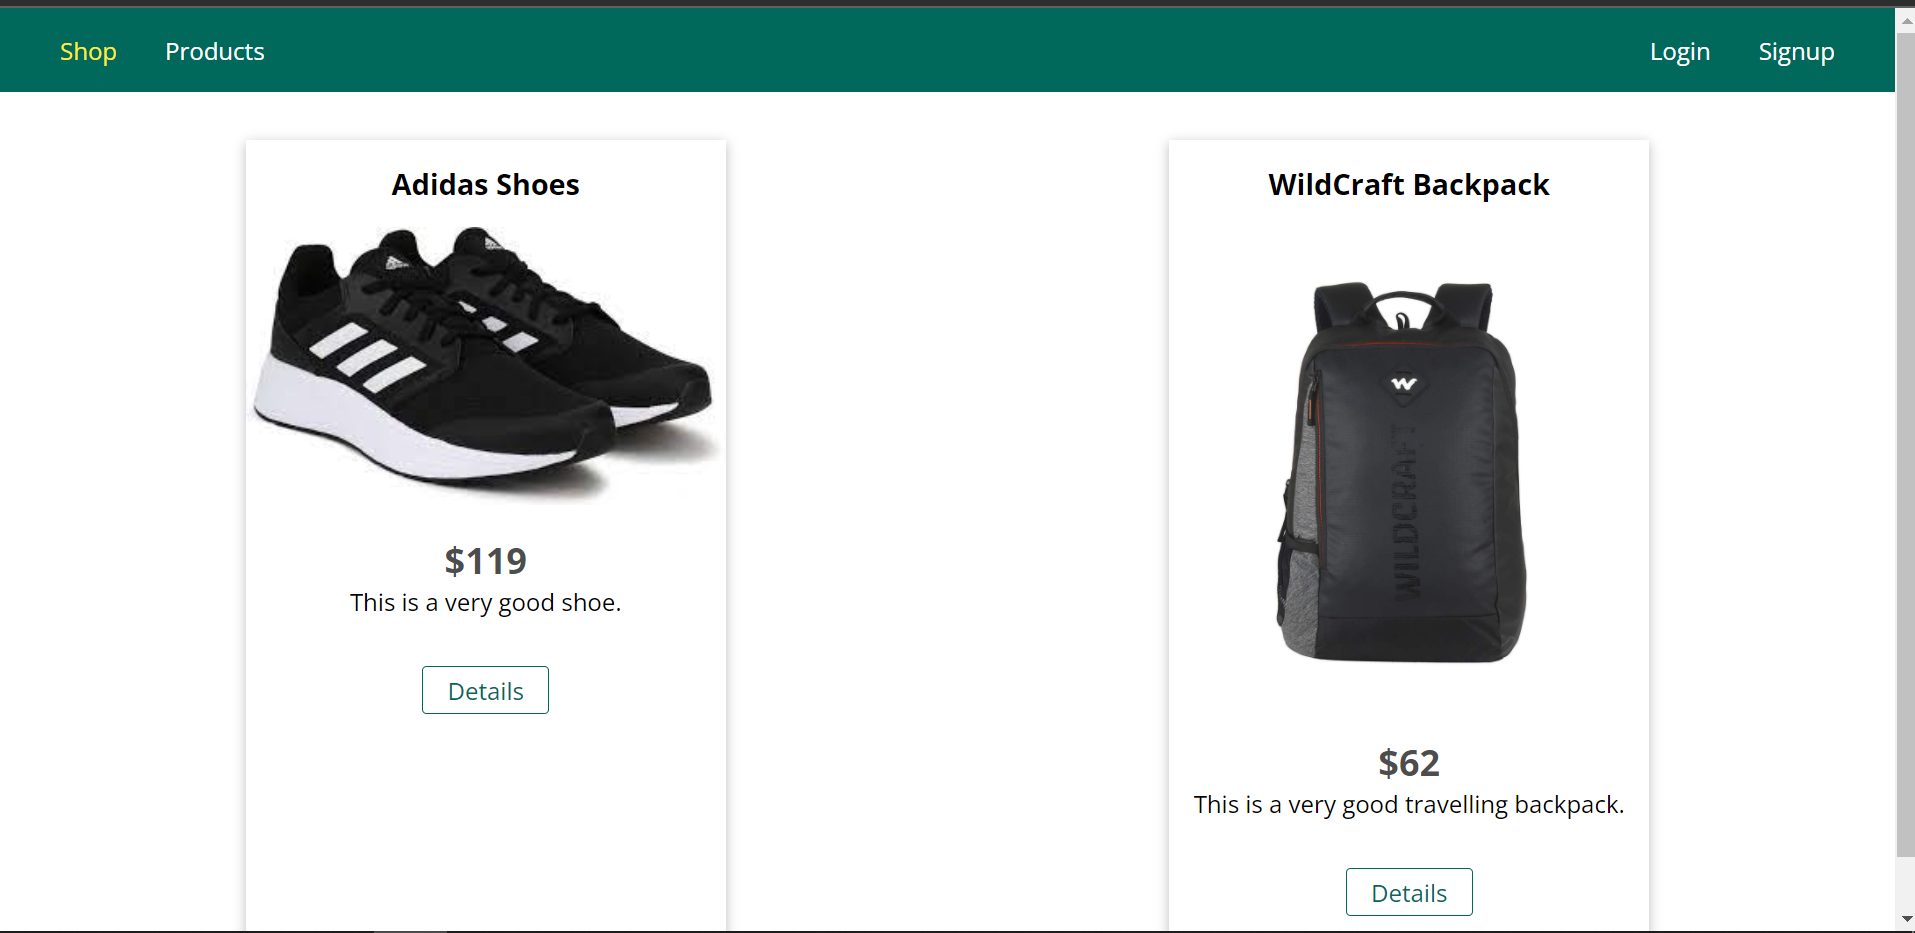 Shop Products Login Signup
Adidas Shoes
$119
This is a very good shoe.
Details
WildCraft Backpack
W
WILDCRAFT
$62
This is a very good travelling backpack.
Details